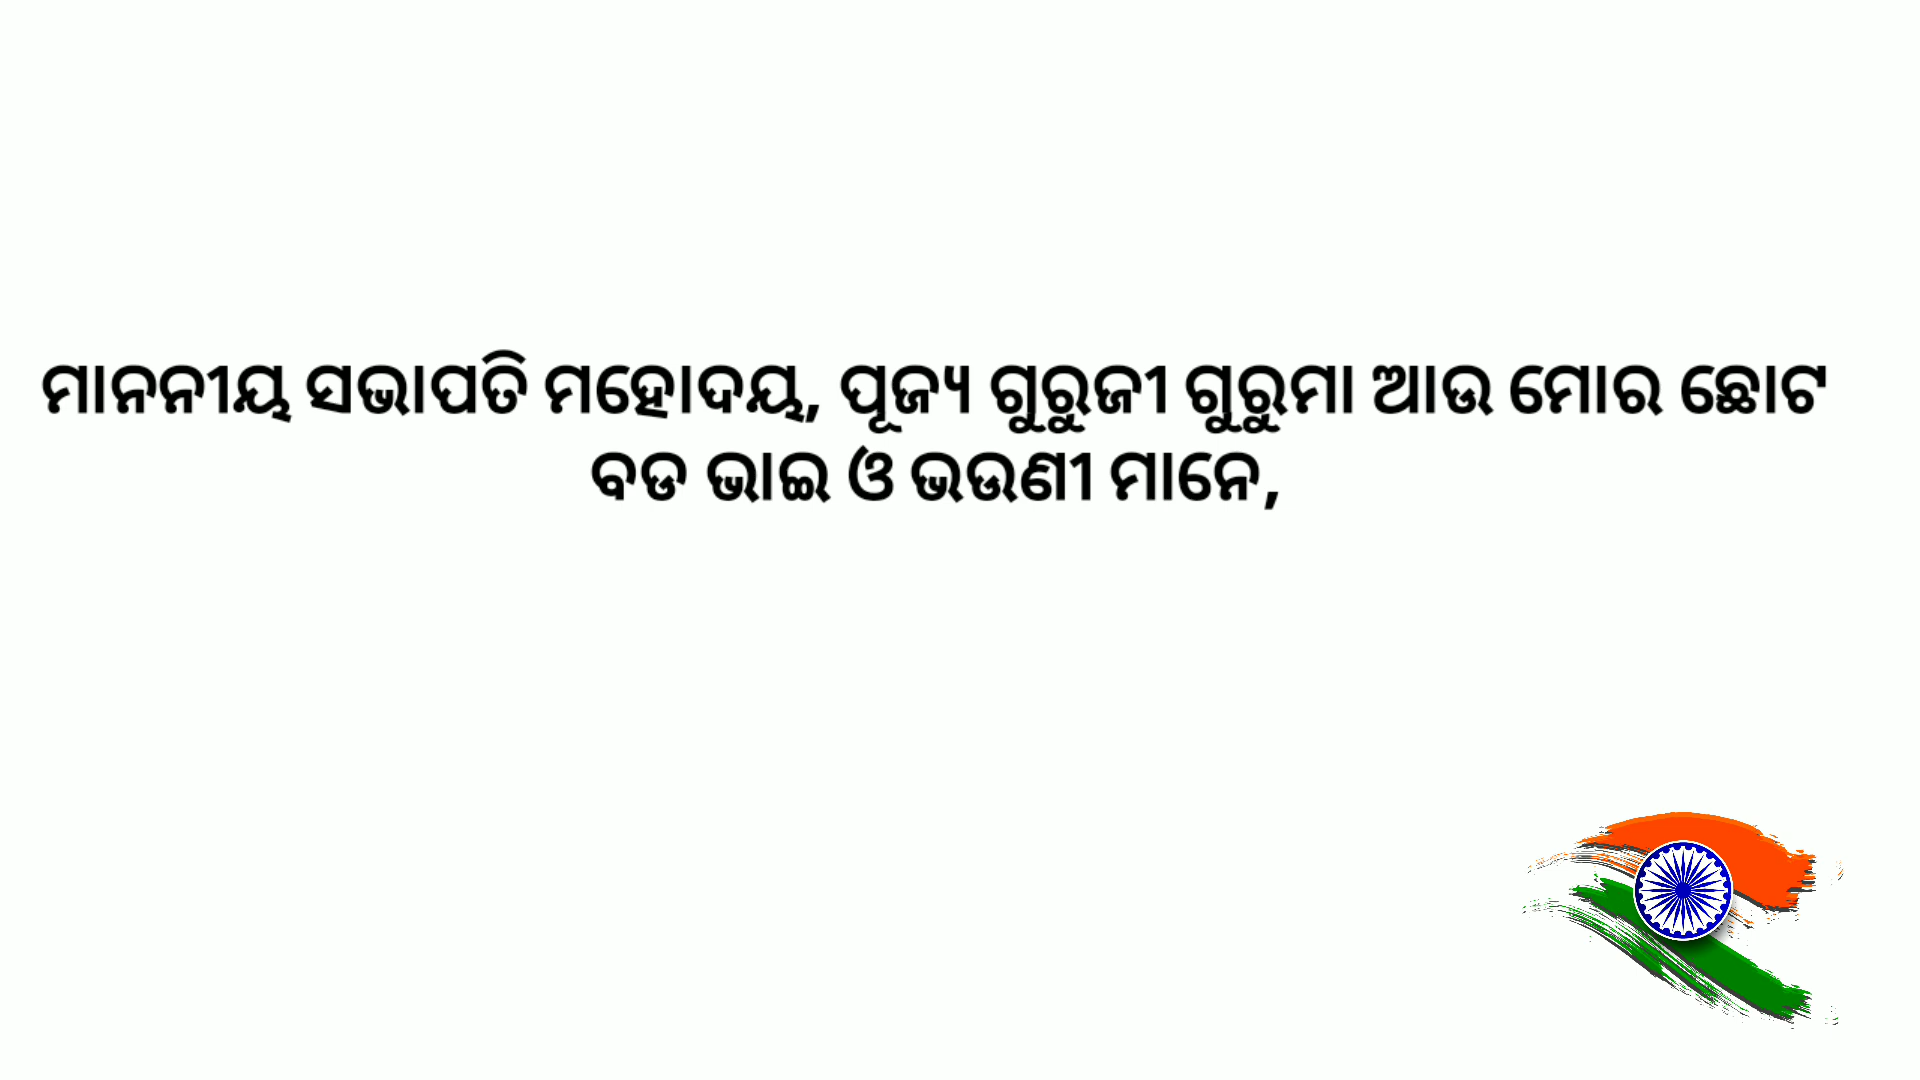 ମାନନୀୟ ସଭାପତି ମହୋଦୟ, ପୂଜ୍ୟ ଗୁରୁଜୀ ଗୁରୁମା ଆଉ ମୋର ଛୋଟ
ବଡ ଭାଇ ଓ ଭଉଣୀ ମାନେ,